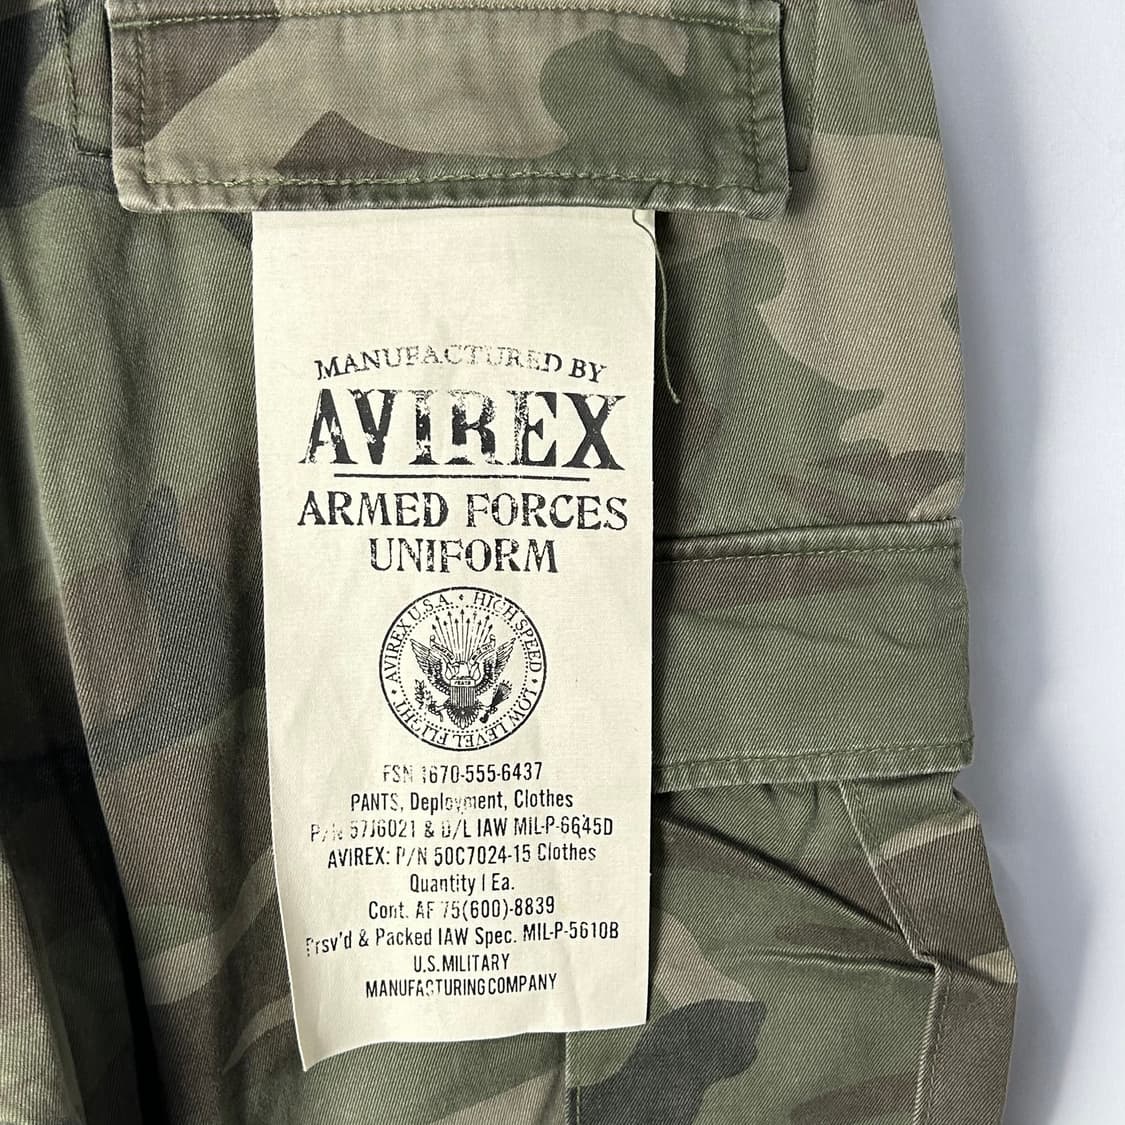 MANUFACTURED BY
AVIREX
ARMED FORCES
UNIFORM
AVIREX U.S.A. · HIGH SPEED · LOW LEVEL FLIGHT ·
FSN 1670-555-6437
PANTS, Deployment, Clothes
P/N 57J6021 & D/L IAW MIL-P-6645D
AVIREX: P/N 50C7024-15 Clothes
Quantity I Ea.
Cont. AF 75(600)-8839
Prsv'd & Packed IAW Spec. MIL-P-5610B
U.S.MILITARY
MANUFACTURING COMPANY